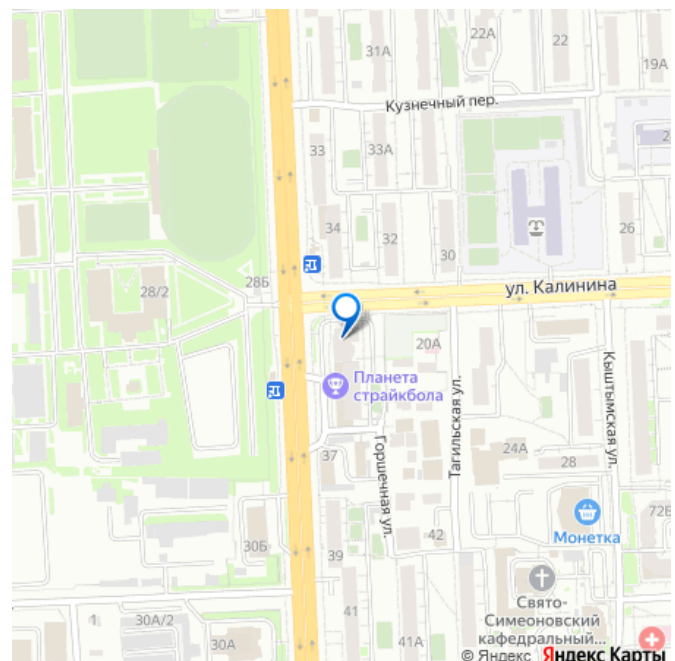 31А
22А
22
19А
Кузнечный пер.
33
33А
2
34
32
30
26
28Б
28/2
ул. Калинина
20А
Планета
страйкбола
Тагильская ул.
Кыштымская ул.
Горшечная ул.
37
24А
28
Монетка
72Б
42
30Б
39
Свято-
Симеоновский
кафедральный...
1
30А/2
30А
41
41А
© Яндекс Яндекс Карты